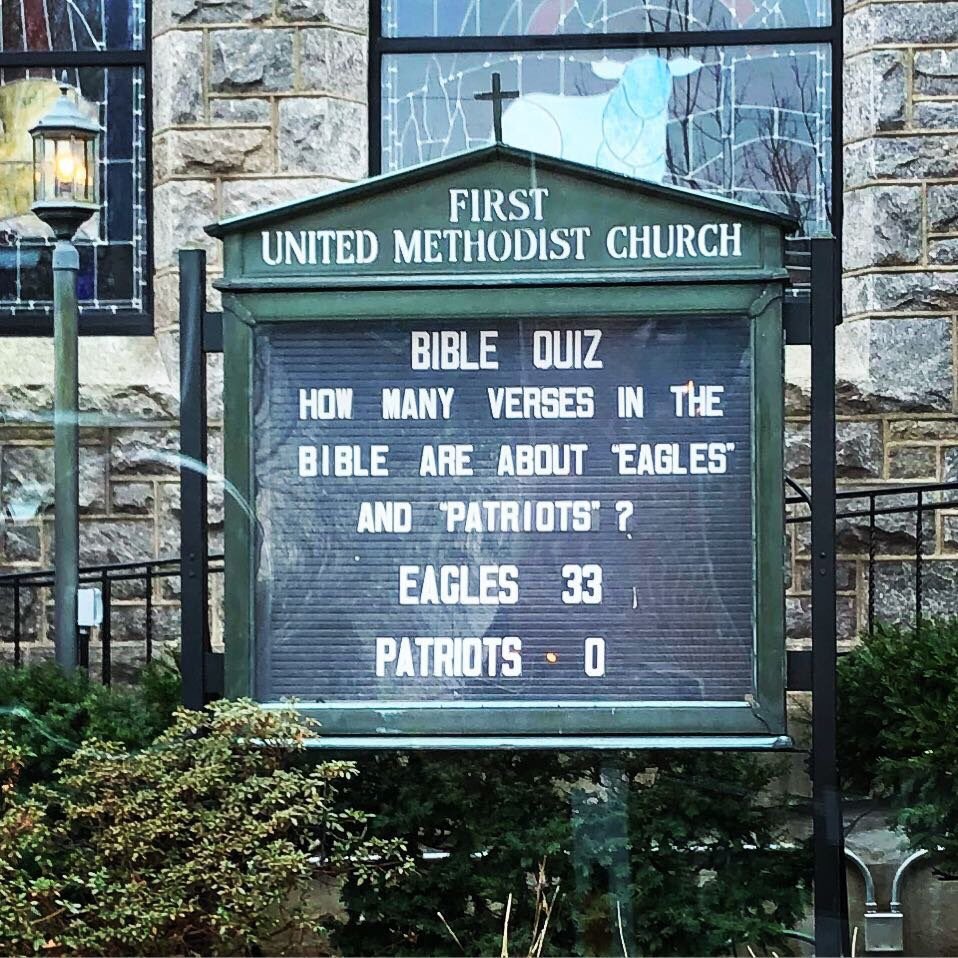 FIRST
UNITED METHODIST CHURCH
BIBLE QUIZ
HOW MANY VERSES IN THE
BIBLE ARE ABOUT "EAGLES"
AND "PATRIOTS" ?
EAGLES 33
PATRIOTS 0